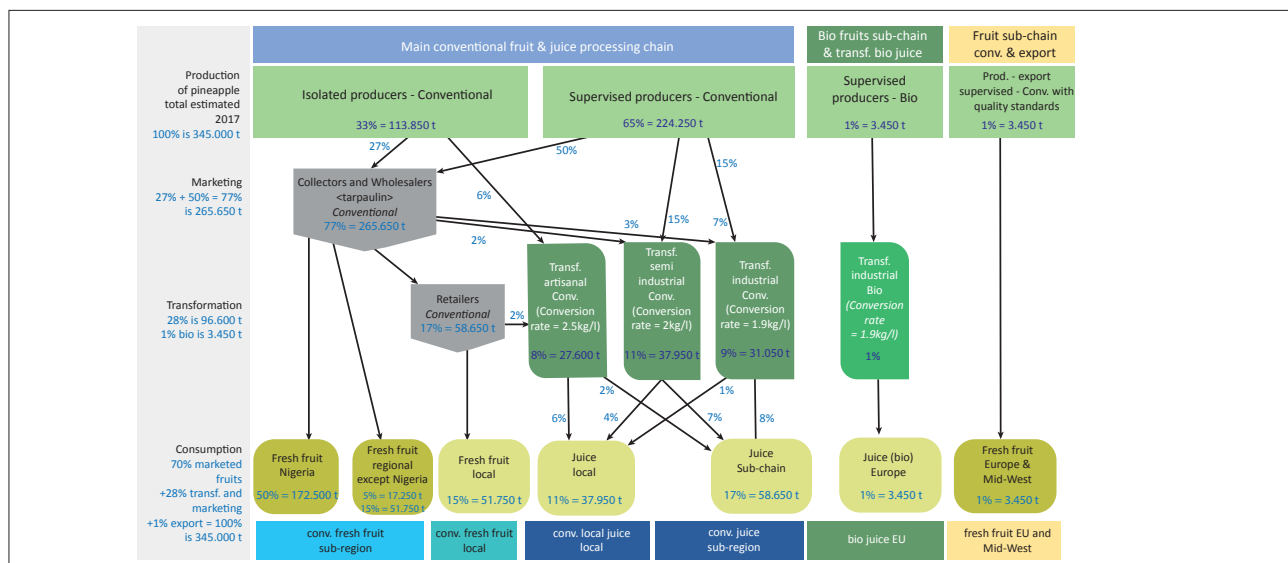 Main conventional fruit & juice processing chain
Bio fruits sub-chain
& transf. bio juice
Fruit sub-chain
conv. & export
Production
of pineapple
total estimated
2017
100% is 345.000 t
Isolated producers - Conventional
33% = 113.850 t
Supervised producers - Conventional
65% = 224.250 t
Supervised
producers - Bio
1% = 3.450 t
Prod. - export
supervised - Conv. with
quality standards
1% = 3.450 t
27%
50%
15%
6%
15%
7%
3%
2%
Marketing
27% + 50% = 77%
is 265.650 t
Collectors and Wholesalers
<tarpaulin>
Conventional
77% = 265.650 t
Transformation
28% is 96.600 t
1% bio is 3.450 t
Retailers
Conventional
17% = 58.650 t
2%
Transf.
artisanal
Conv.
(Conversion
rate = 2.5kg/l)
8% = 27.600 t
Transf.
semi
industrial
Conv.
(Conversion
rate = 2kg/l)
11% = 37.950 t
Transf.
industrial
Conv.
(Conversion
rate = 1.9kg/l)
9% = 31.050 t
Transf.
industrial
Bio
(Conversion
rate
= 1.9kg/l)
1%
2%
1%
6%
4%
7%
8%
Consumption
70% marketed
fruits
+28% transf. and
marketing
+1% export = 100%
is 345.000 t
Fresh fruit
Nigeria
50% = 172.500 t
Fresh fruit
regional
except Nigeria
5% = 17.250 t
15% = 51.750 t
Fresh fruit
local
15% = 51.750 t
Juice
local
11% = 37.950 t
Juice
Sub-chain
17% = 58.650 t
Juice (bio)
Europe
1% = 3.450 t
Fresh fruit
Europe &
Mid-West
1% = 3.450 t
conv. fresh fruit
sub-region
conv. fresh fruit
local
conv. local juice
local
conv. juice
sub-region
bio juice EU
fresh fruit EU and
Mid-West